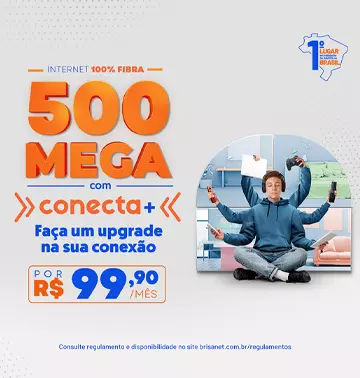 1º
LUGAR
BRASIL
INTERNET 100% FIBRA
500
MEGA
com
conecta+
Faça um upgrade
na sua conexão
POR
R$ 99,90
/MÊS
Consulte regulamento e disponibilidade no site brisanet.com.br/regulamentos